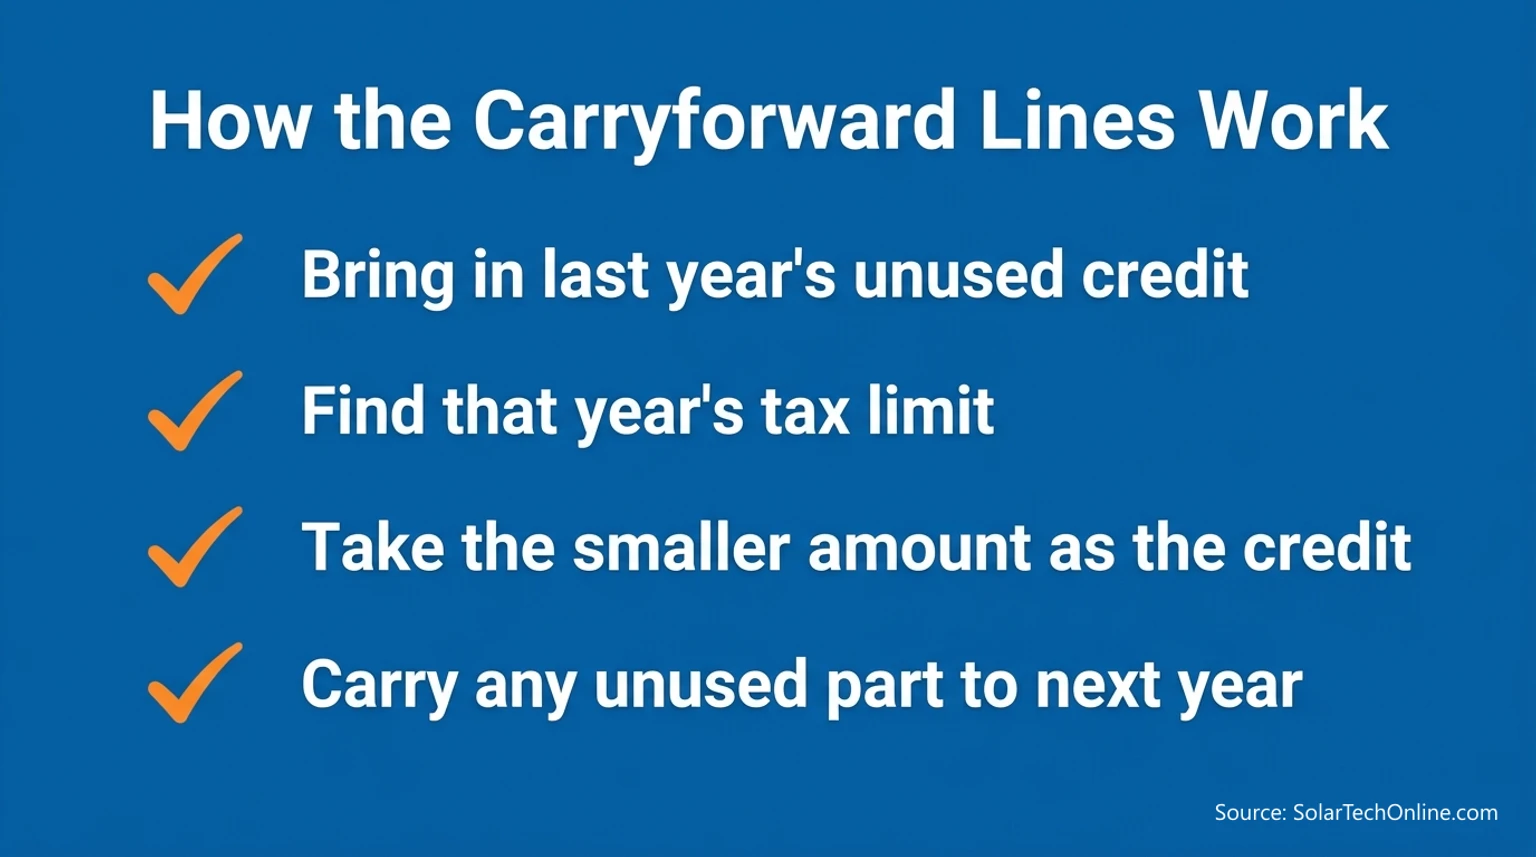 How the Carryforward Lines Work
Bring in last year's unused credit
Find that year's tax limit
Take the smaller amount as the credit
Carry any unused part to next year
Source: SolarTechOnline.com